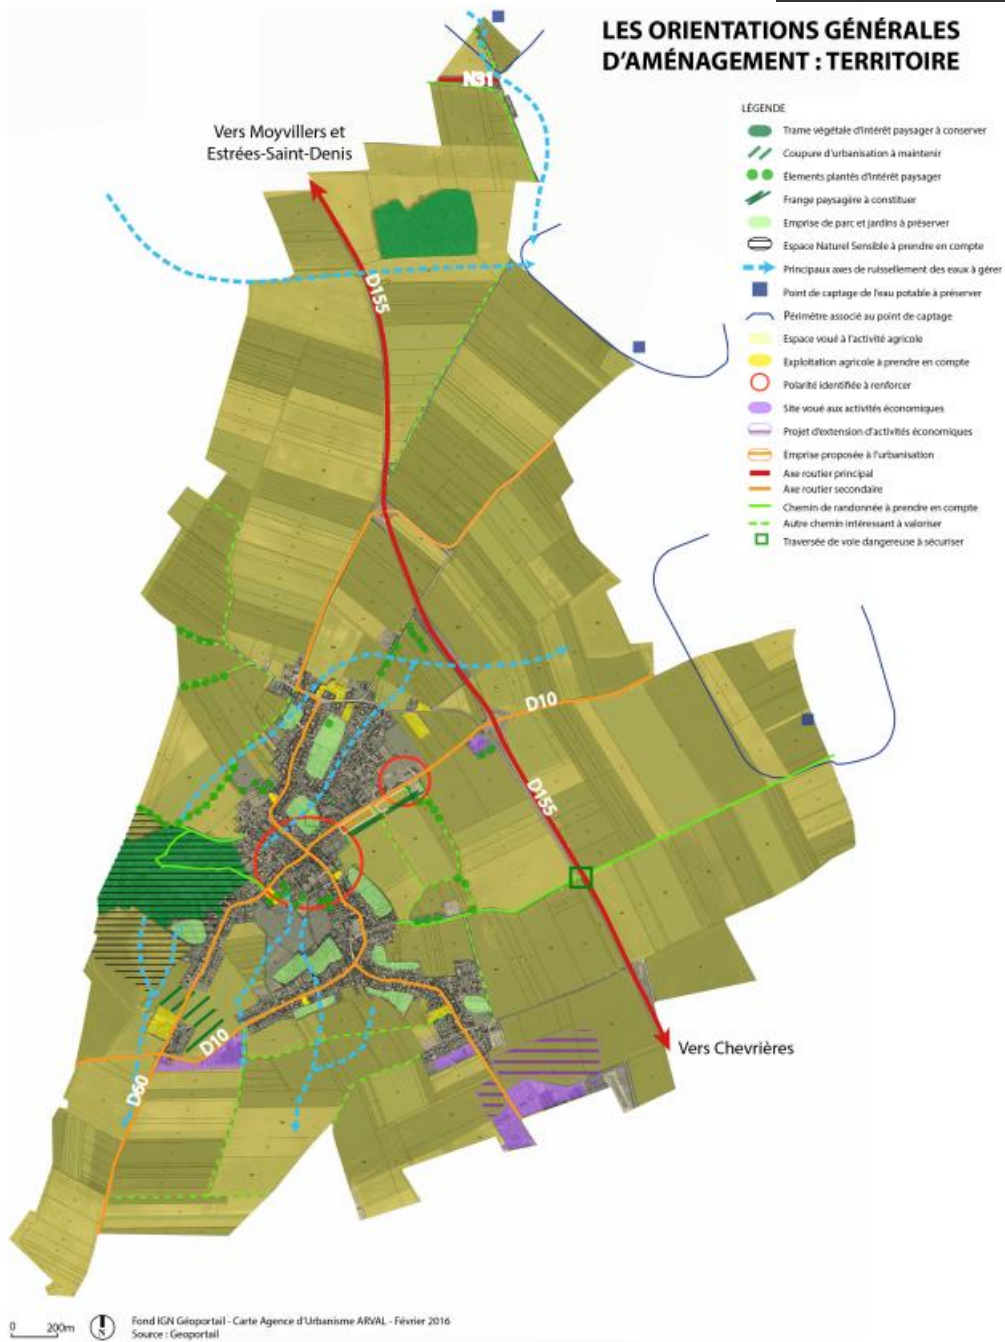 LES ORIENTATIONS GÉNÉRALES
D'AMÉNAGEMENT : TERRITOIRE
N31
LÉGENDE
Trame végétale d'intérêt paysager à conserver
Coupure d'urbanisation à maintenir
Élements plantés d'intérêt paysager
Frange paysagère à constituer
Emprise de parc et jardins à préserver
Espace Naturel Sensible à prendre en compte
Principaux axes de ruissellement des eaux à gérer
Point de captage de l'eau potable à préserver
Périmètre associé au point de captage
Espace voué à l'activité agricole
Exploitation agricole à prendre en compte
Polarité identifiée à renforcer
Site voué aux activités économiques
Projet d'extension d'activités économiques
Emprise proposée à l'urbanisation
Axe routier principal
Axe routier secondaire
Chemin de randonnée à prendre en compte
Autre chemin intéressant à valoriser
Traversée de voie dangereuse à sécuriser
Vers Moyvillers et
Estrées-Saint-Denis
D155
D10
D155
D10
D60
Vers Chevrières
0 200m
N
Fond IGN Géoportail - Carte Agence d'Urbanisme ARVAL - Février 2016
Source : Geoportail